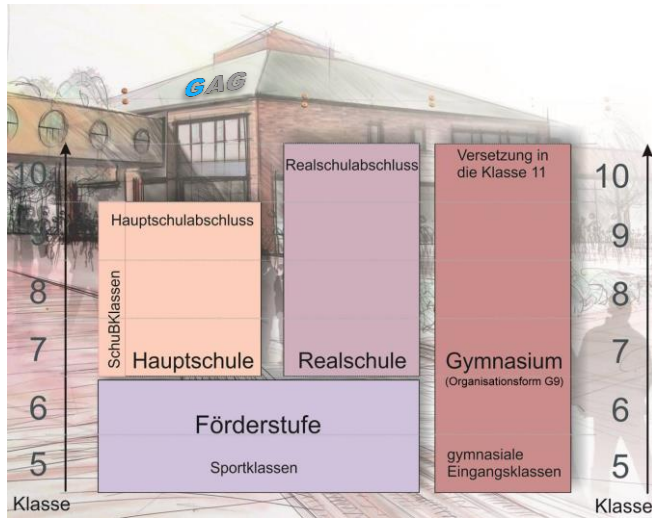 GAG
10
9
8
7
6
5
Klasse
Hauptschulabschluss
SchuBKlassen
Hauptschule
Realschulabschluss
Realschule
Förderstufe
Sportklassen
Versetzung in
die Klasse 11
Gymnasium
(Organisationsform G9)
gymnasiale
Eingangsklassen
10
9
8
7
6
5
Klasse